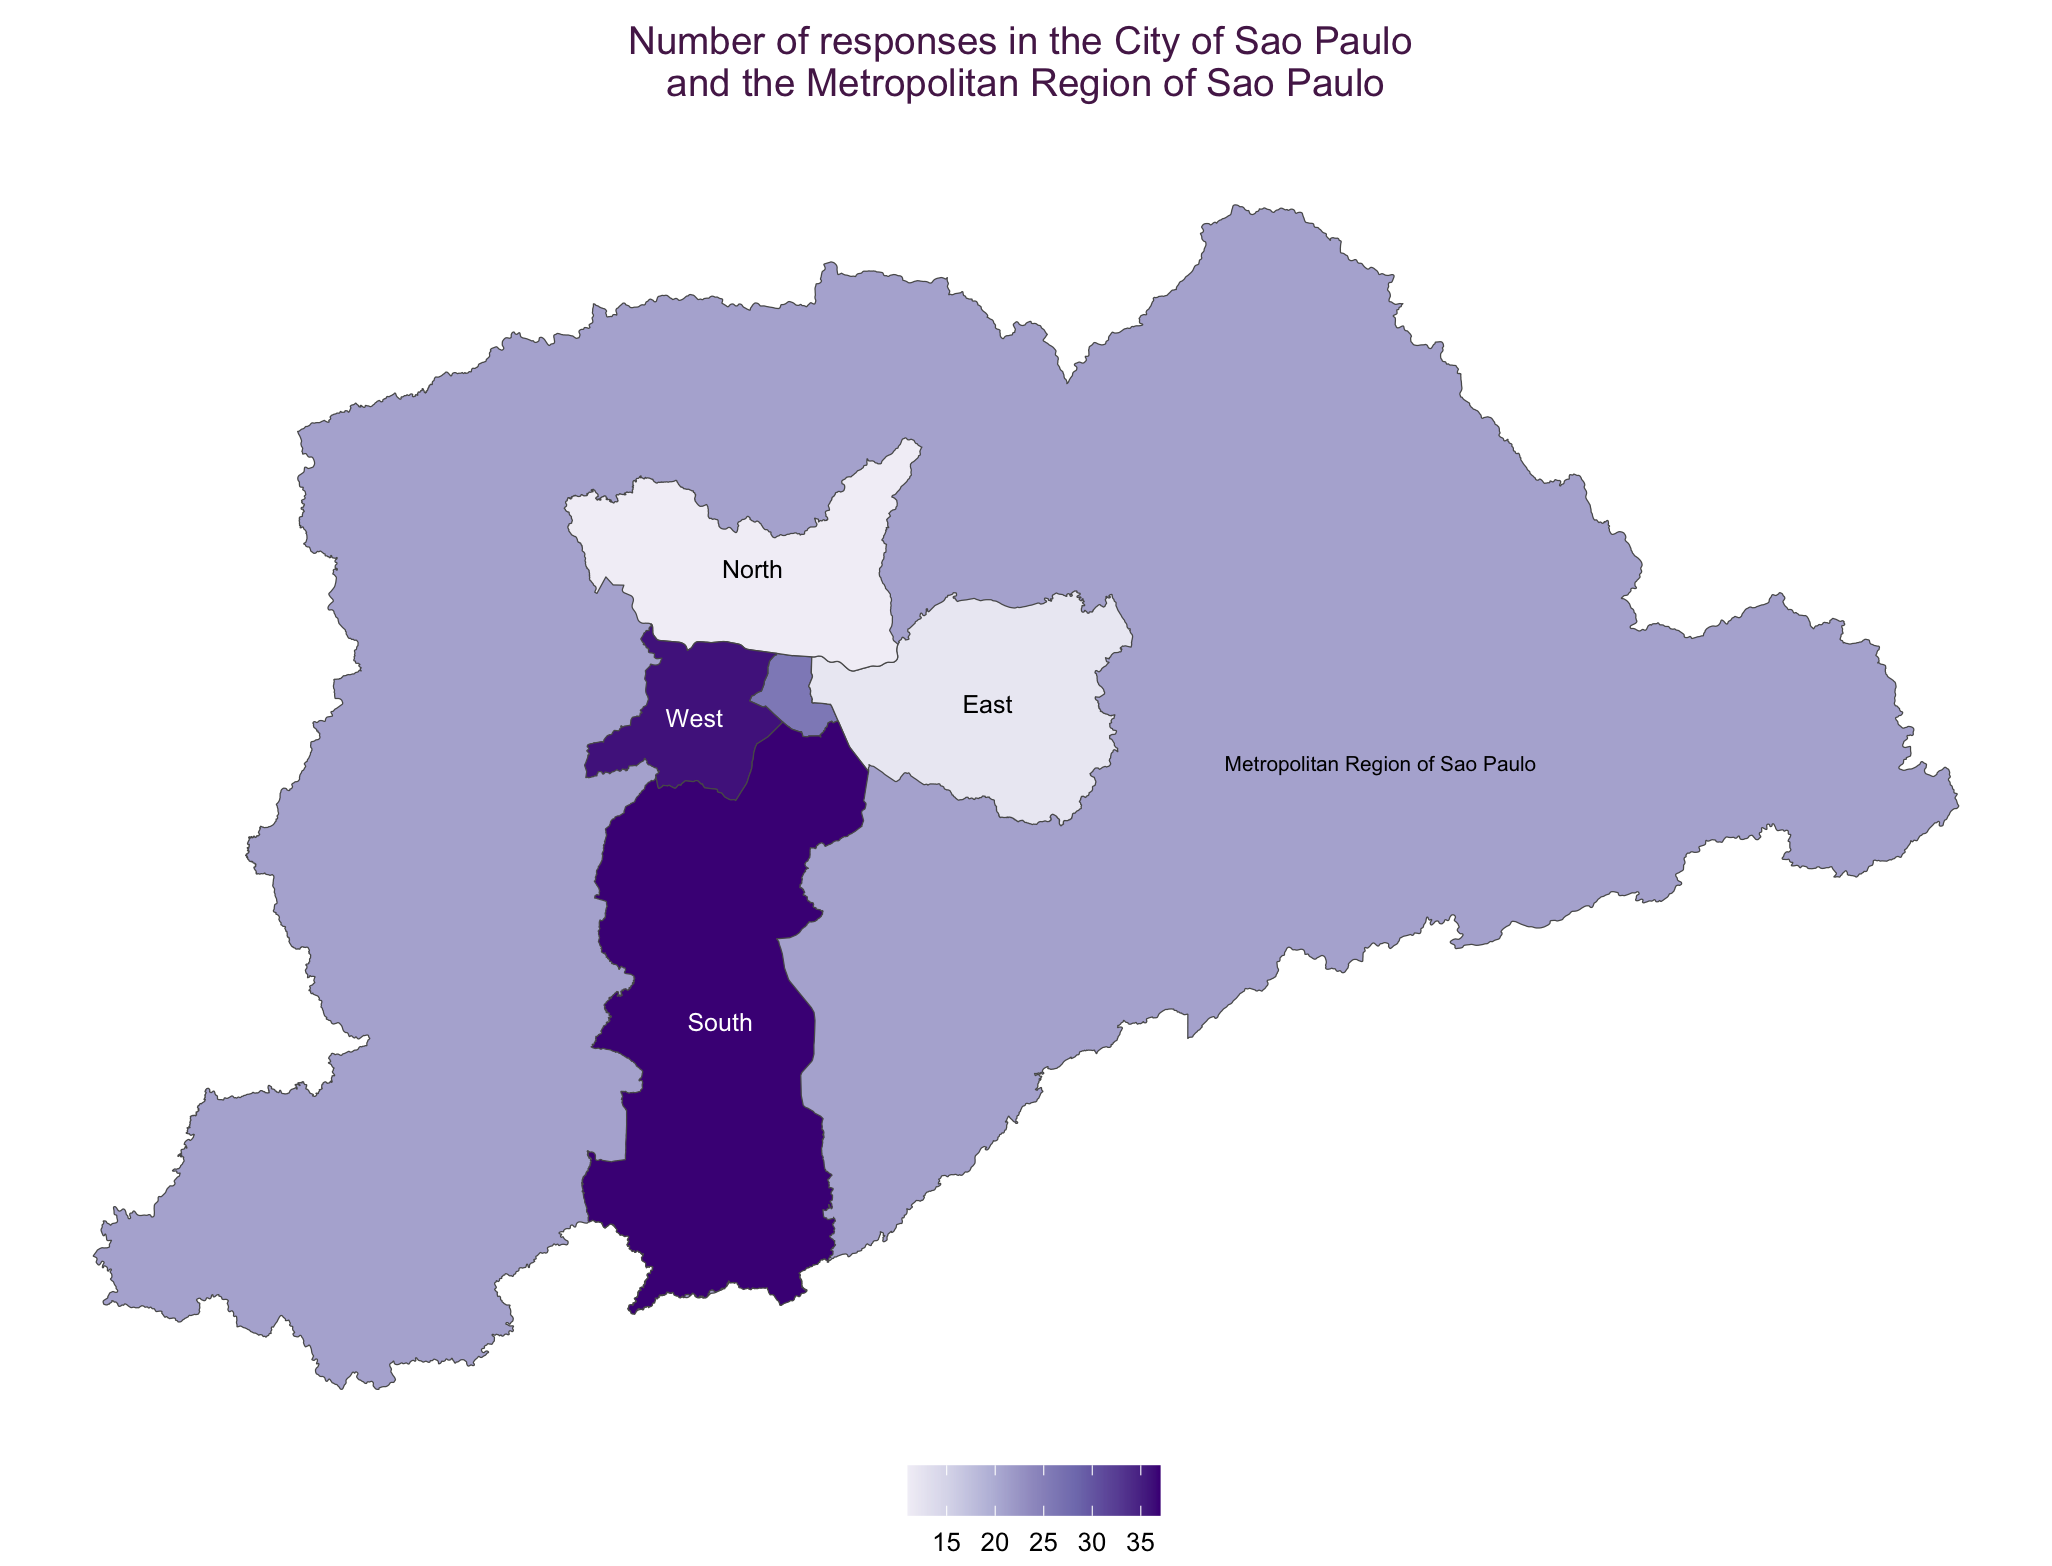 Number of responses in the City of Sao Paulo
and the Metropolitan Region of Sao Paulo
North
East
West
Metropolitan Region of Sao Paulo
South
15 20 25 30 35